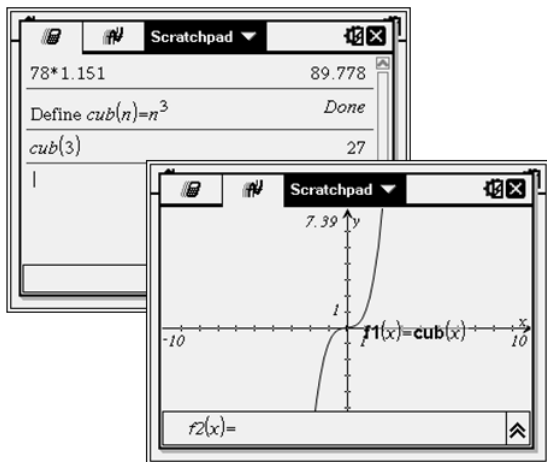 Scratchpad
78*1.151 89.778
Define cub(n)=n³ Done
cub(3) 27
Scratchpad
7.39 y
1
x
-10 1 10
f1(x)=cub(x)
f2(x)=